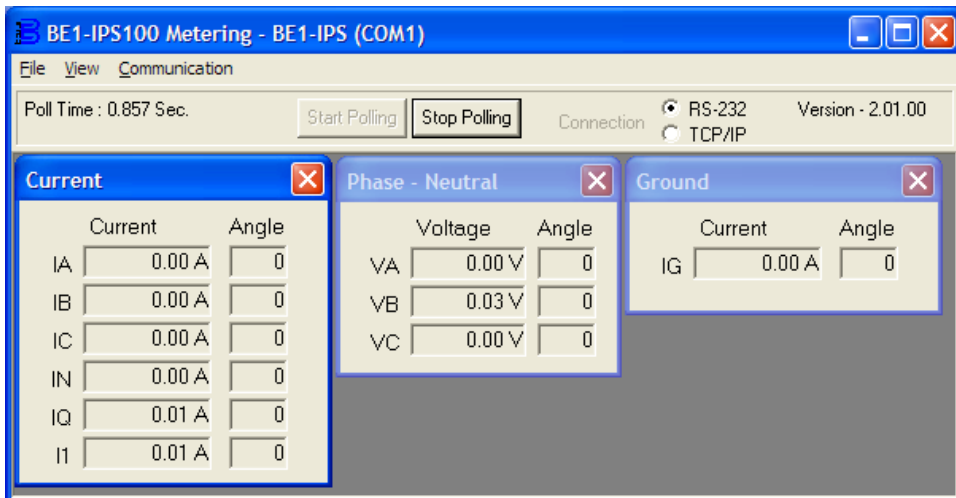 BE1-IPS100 Metering - BE1-IPS (COM1)
File View Communication
Poll Time : 0.857 Sec.
Start Polling
Stop Polling
Connection
RS-232
TCP/IP
Version - 2.01.00
Current
Current Angle
IA 0.00 A 0
IB 0.00 A 0
IC 0.00 A 0
IN 0.00 A 0
IQ 0.01 A 0
I1 0.01 A 0
Phase - Neutral
Voltage Angle
VA 0.00 V 0
VB 0.03 V 0
VC 0.00 V 0
Ground
Current Angle
IG 0.00 A 0